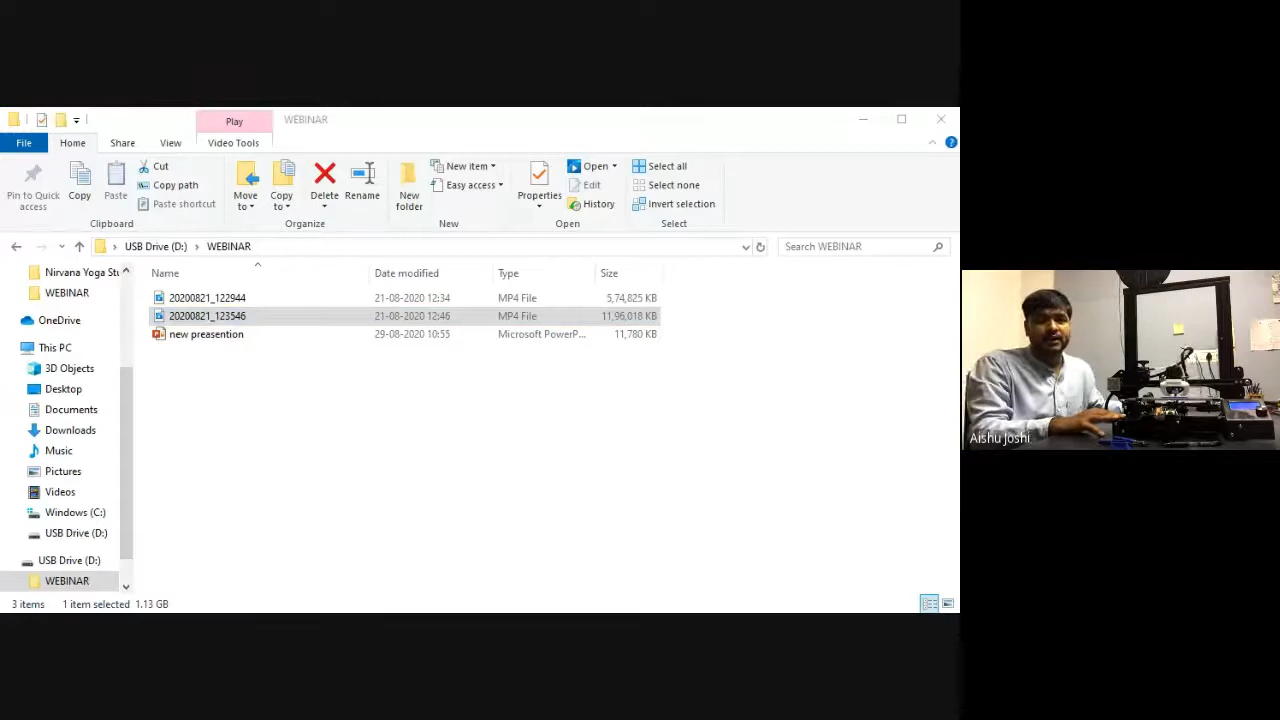 Play
WEBINAR
File
Home
Share
View
Video Tools
Pin to Quick access
Copy
Paste
Cut
Copy path
Paste shortcut
Clipboard
Move to
Copy to
Delete
Rename
Organize
New folder
New item
Easy access
New
Properties
Open
Edit
History
Open
Select all
Select none
Invert selection
Select
USB Drive (D:)
WEBINAR
Search WEBINAR
Name
Date modified
Type
Size
20200821_122944 21-08-2020 12:34 MP4 File 5,74,825 KB
20200821_123546 21-08-2020 12:46 MP4 File 11,96,018 KB
new preasention 29-08-2020 10:55 Microsoft PowerP... 11,780 KB
Nirvana Yoga Stu
WEBINAR
OneDrive
This PC
3D Objects
Desktop
Documents
Downloads
Music
Pictures
Videos
Windows (C:)
USB Drive (D:)
USB Drive (D:)
WEBINAR
3 items 1 item selected 1.13 GB
Aishu Joshi